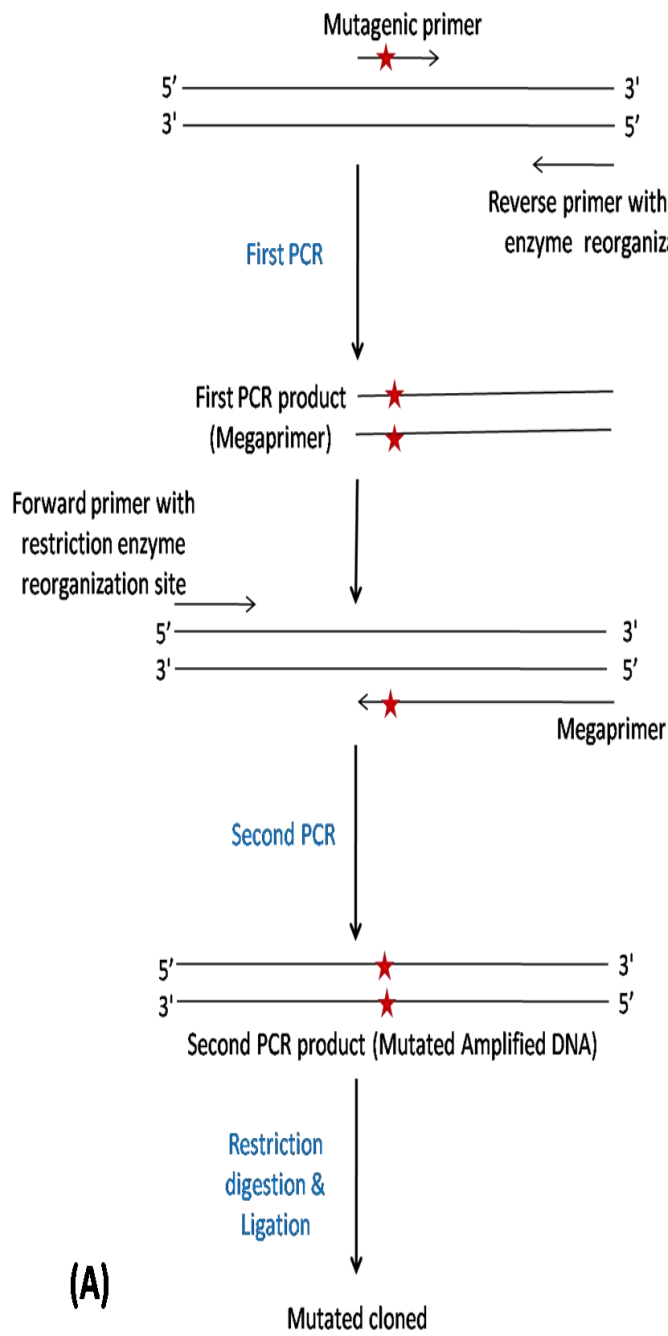 Mutagenic primer
5' 3'
3' 5'
Reverse primer with
enzyme reorganiz
First PCR
First PCR product
(Megaprimer)
Forward primer with
restriction enzyme
reorganization site
5' 3'
3' 5'
Megaprimer
Second PCR
5' 3'
3' 5'
Second PCR product (Mutated Amplified DNA)
Restriction
digestion &
Ligation
(A)
Mutated cloned